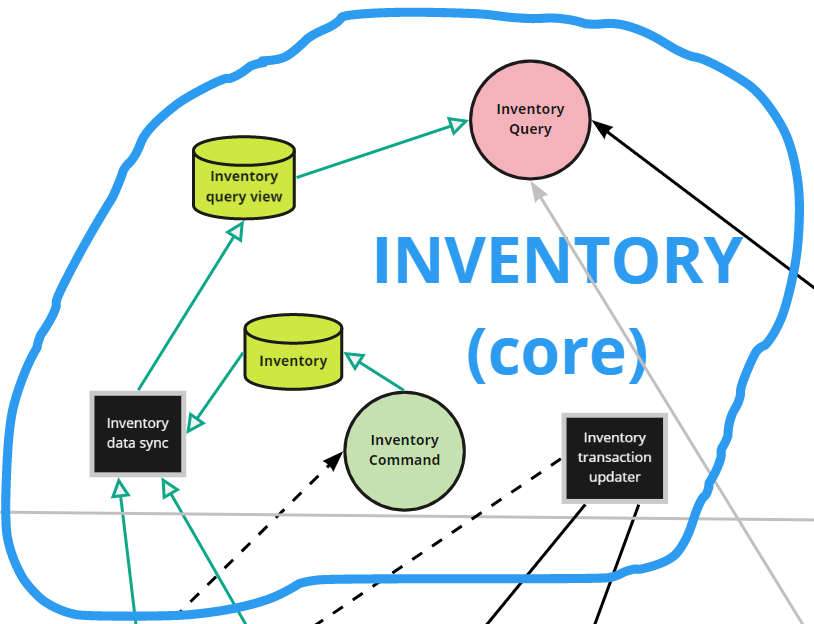 Inventory
Query
Inventory
query view
INVENTORY
(core)
Inventory
Inventory
data sync
Inventory
Command
Inventory
transaction
updater